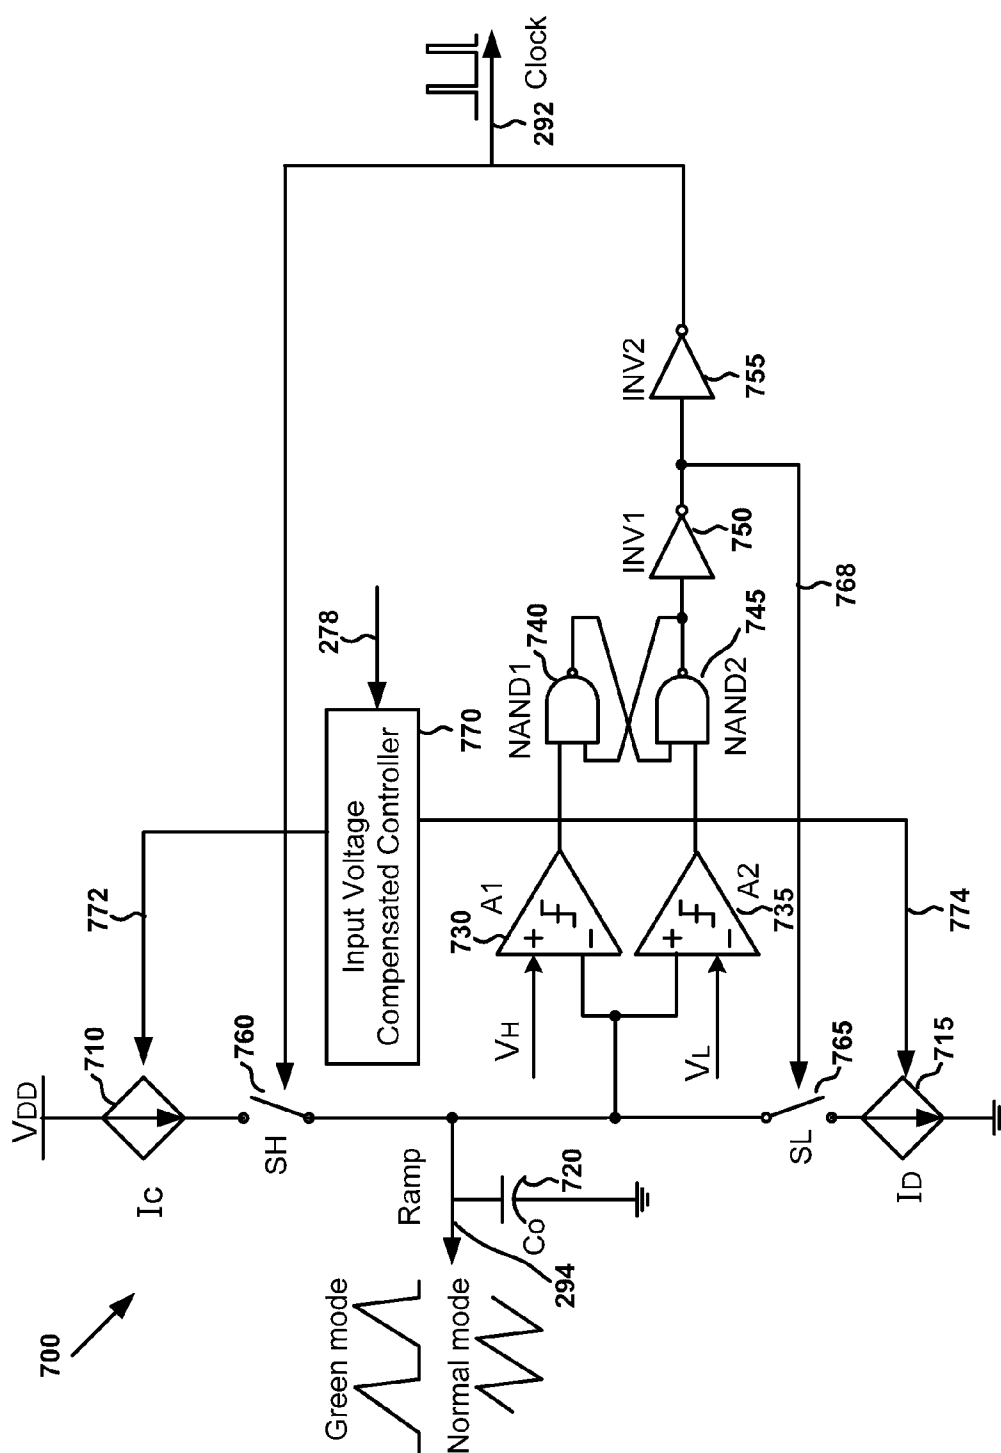 700
Green mode
Normal mode
294
Ramp
Co
720
VDD
Ic
710
772
SH
760
Input Voltage
Compensated Controller
770
278
VH
VL
730
A1
A2
735
NAND1
740
NAND2
745
INV1
750
INV2
755
768
774
SL
765
ID
715
292
Clock